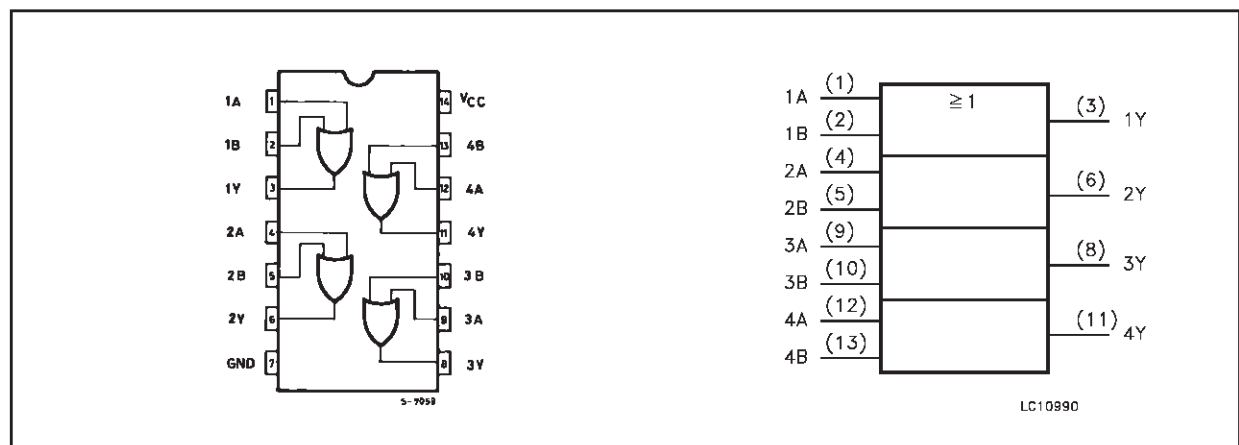 1A 1 14 VCC
1B 2 13 4B
1Y 3 12 4A
2A 4 11 4Y
2B 5 10 3B
2Y 6 9 3A
GND 7 8 3Y
S-7058
≧1
1A (1)
1B (2)
2A (4)
2B (5)
3A (9)
3B (10)
4A (12)
4B (13)
(3) 1Y
(6) 2Y
(8) 3Y
(11) 4Y
LC10990